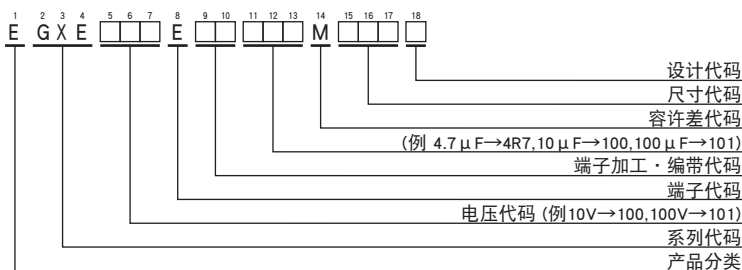 1 2 3 4 5 6 7 8 9 10 11 12 13 14 15 16 17 18
E GXE □□□ E □□ □□□ M □□□ □
设计代码
尺寸代码
容许差代码
(例 4.7μF→4R7,10μF→100,100μF→101)
端子加工・编带代码
端子代码
电压代码 (例10V→100,100V→101)
系列代码
产品分类